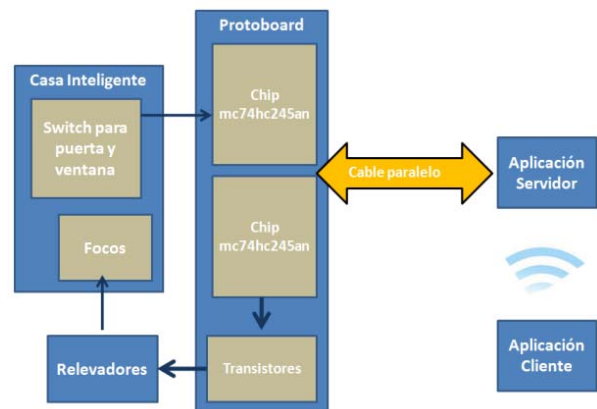 Protoboard
Casa Inteligente
Chip
mc74hc245an
Switch para
puerta y
ventana
Cable paralelo
Aplicación
Servidor
Chip
mc74hc245an
Focos
Relevadores
Transistores
Aplicación
Cliente